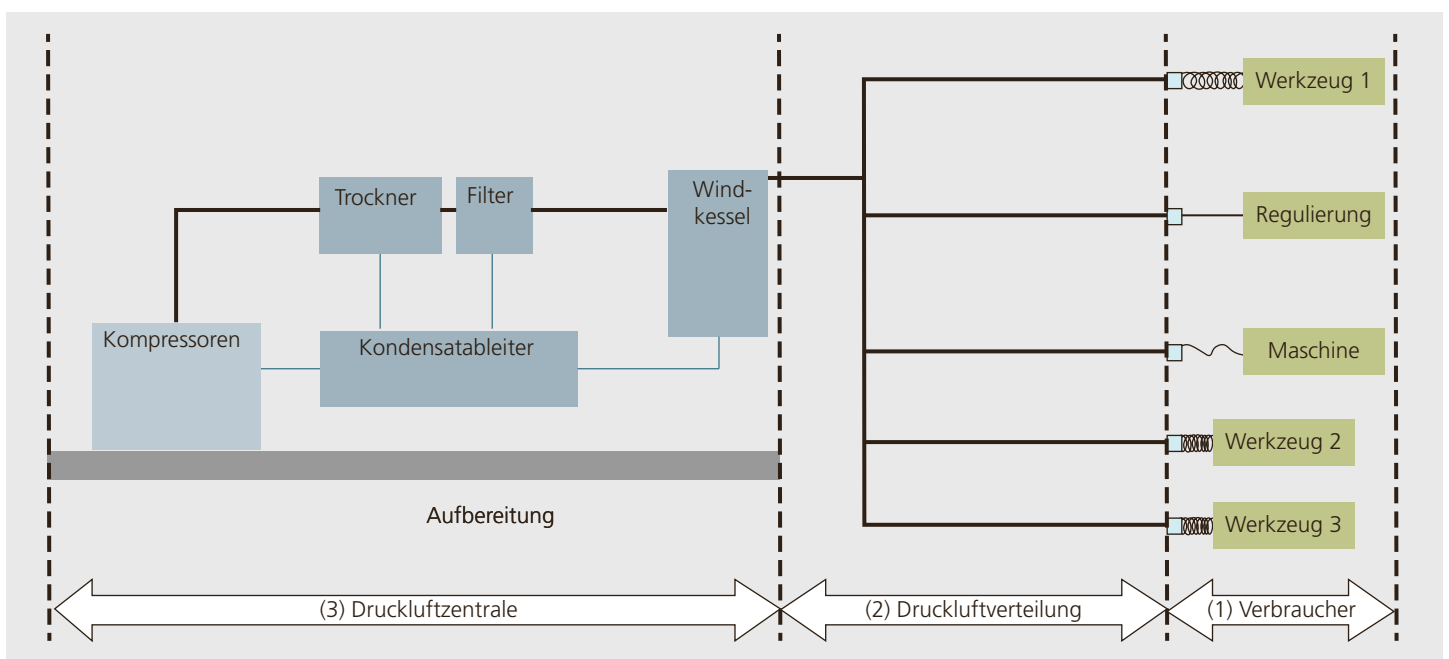 Werkzeug 1
Trockner
Filter
Wind-
kessel
Regulierung
Kompressoren
Kondensatableiter
Maschine
Werkzeug 2
Aufbereitung
Werkzeug 3
(3) Druckluftzentrale
(2) Druckluftverteilung
(1) Verbraucher